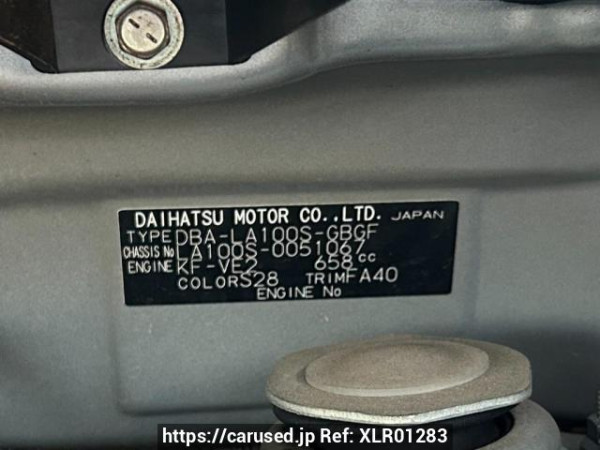 DAIHATSU MOTOR CO.,LTD. JAPAN
TYPE DBA-LA100S-GBGF
CHASSIS No LA100S-0051067
ENGINE KF-VE2 658cc
COLOR S28 TRIM FA40
ENGINE No
https://carused.jp Ref: XLR01283